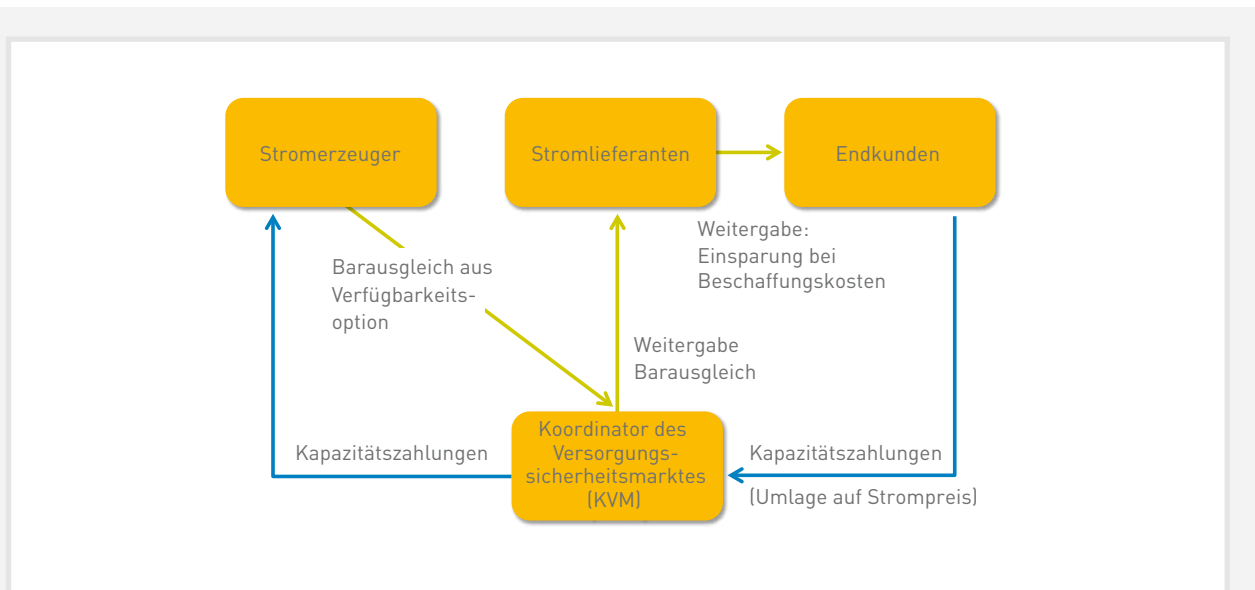 Stromerzeuger
Stromlieferanten
Endkunden
Weitergabe:
Einsparung bei
Beschaffungskosten
Barausgleich aus
Verfügbarkeits-
option
Weitergabe
Barausgleich
Koordinator des
Versorgungs-
sicherheitsmarktes
(KVM)
Kapazitätszahlungen
Kapazitätszahlungen
(Umlage auf Strompreis)